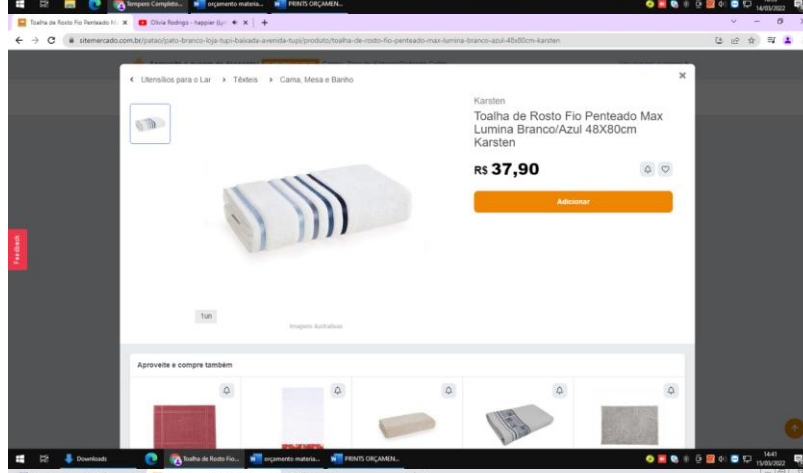 Tempero Completo...
orçamento materia...
PRINTS ORÇAMEN...
14/03/2022
Toalha de Rosto Fio Penteado M
Olivia Rodrigo - happier (Lyri
sitemercado.com.br/patao/pato-branco-loja-tupi-baixada-avenida-tupi/produto/toalha-de-rosto-fio-penteado-max-lumina-branco-azul-48x80cm-karsten
Utensílios para o Lar
Têxteis
Cama, Mesa e Banho
Karsten
Toalha de Rosto Fio Penteado Max
Lumina Branco/Azul 48X80cm
Karsten
R$ 37,90
Adicionar
Feedback
1un
Imagens ilustrativas
Aproveite e compre também
Downloads
Toalha de Rosto Fio...
orçamento materia...
PRINTS ORÇAMEN...
14:41
15/03/2022